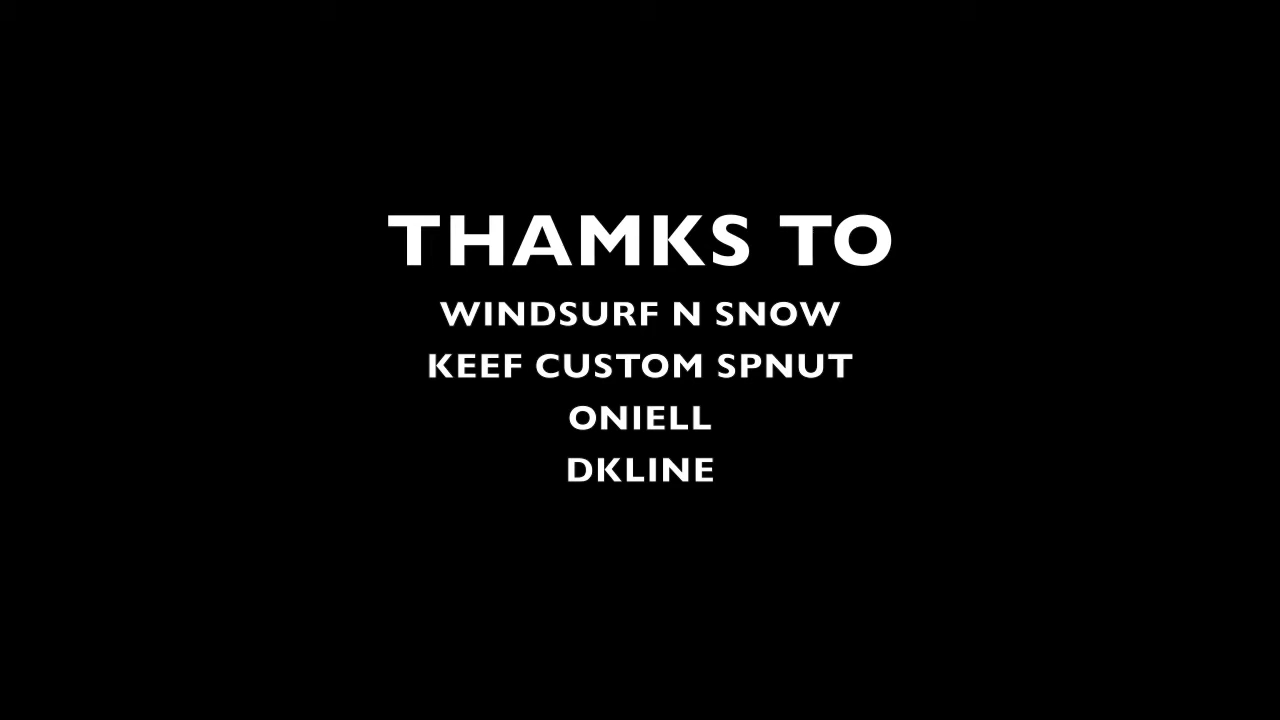 THAMKS TO
WINDSURF N SNOW
KEEF CUSTOM SPNUT
ONIELL
DKLINE